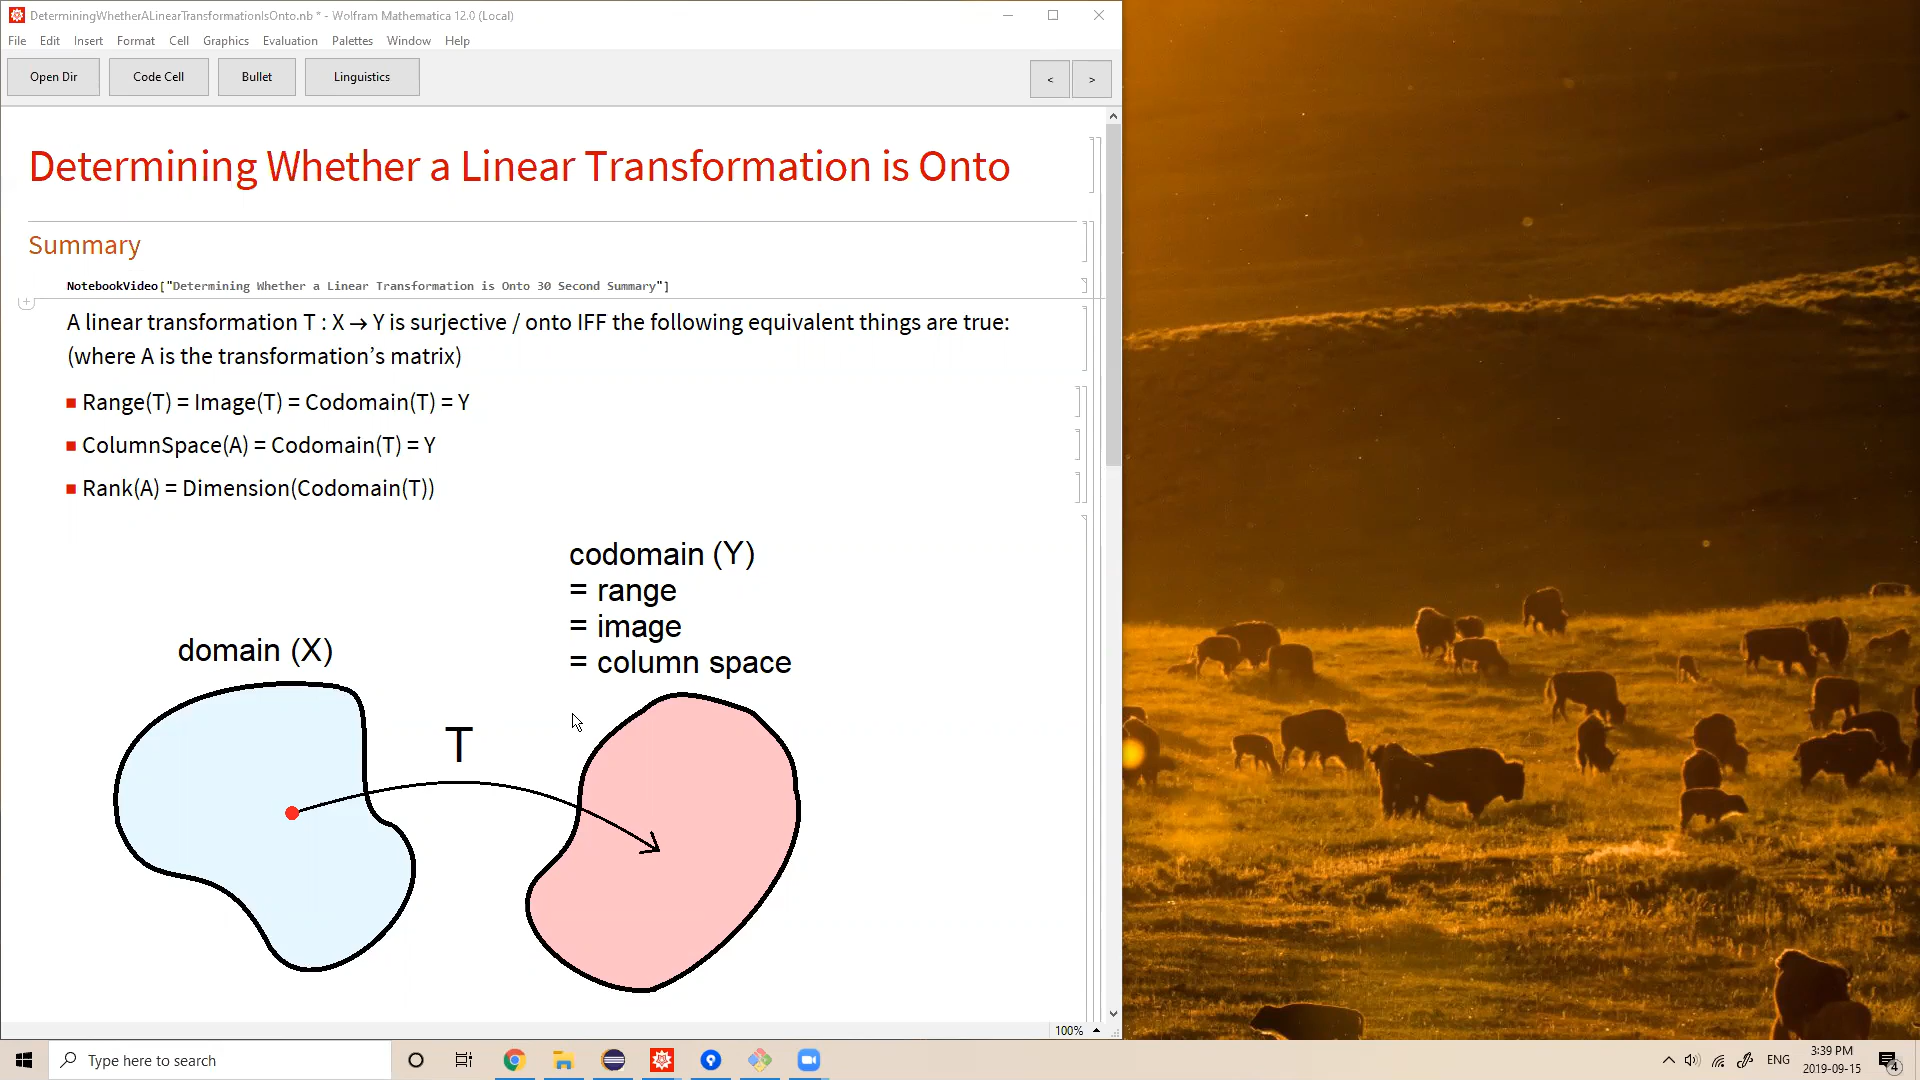 DeterminingWhetherALinearTransformationIsOnto.nb * - Wolfram Mathematica 12.0 (Local)
File Edit Insert Format Cell Graphics Evaluation Palettes Window Help
Open Dir Code Cell Bullet Linguistics < >
Determining Whether a Linear Transformation is Onto
Summary
NotebookVideo["Determining Whether a Linear Transformation is Onto 30 Second Summary"]
A linear transformation T : X → Y is surjective / onto IFF the following equivalent things are true:
(where A is the transformation’s matrix)
Range(T) = Image(T) = Codomain(T) = Y
ColumnSpace(A) = Codomain(T) = Y
Rank(A) = Dimension(Codomain(T))
codomain (Y)
= range
= image
= column space
domain (X)
T
100%
Type here to search
ENG
3:39 PM
2019-09-15
4